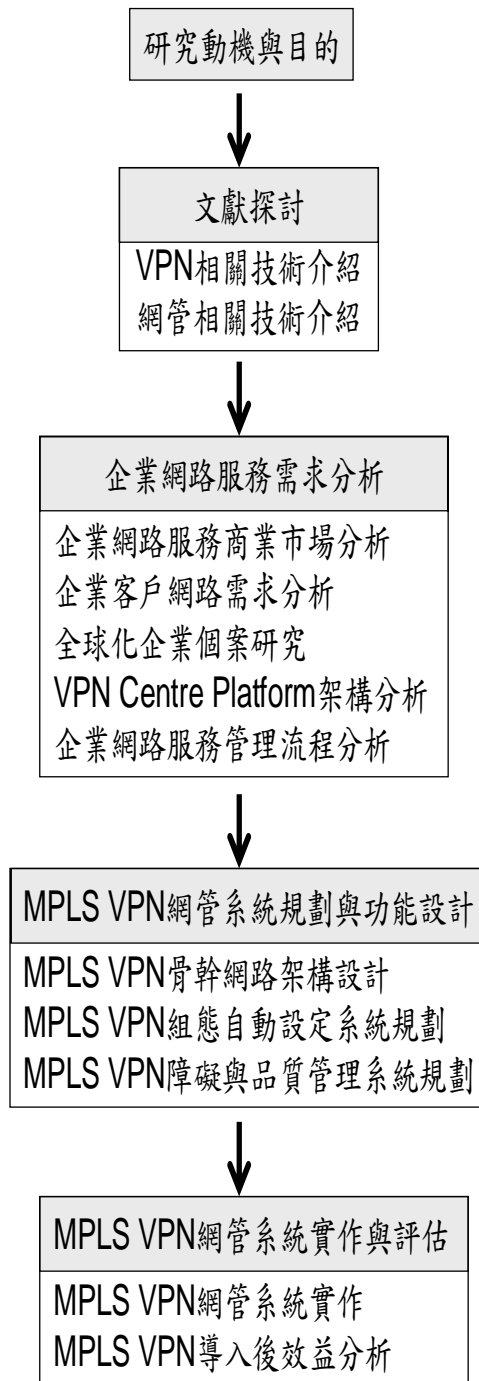 研究動機與目的
文獻探討
VPN相關技術介紹
網管相關技術介紹
企業網路服務需求分析
企業網路服務商業市場分析
企業客戶網路需求分析
全球化企業個案研究
VPN Centre Platform架構分析
企業網路服務管理流程分析
MPLS VPN網管系統規劃與功能設計
MPLS VPN骨幹網路架構設計
MPLS VPN組態自動設定系統規劃
MPLS VPN障礙與品質管理系統規劃
MPLS VPN網管系統實作與評估
MPLS VPN網管系統實作
MPLS VPN導入後效益分析